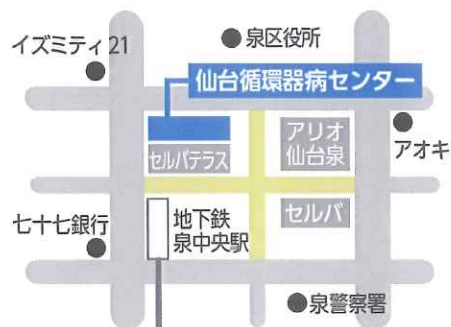 イズミティ21
泉区役所
仙台循環器病センター
アリオ
仙台泉
アオキ
セルバテラス
七十七銀行
地下鉄
泉中央駅
セルバ
泉警察署